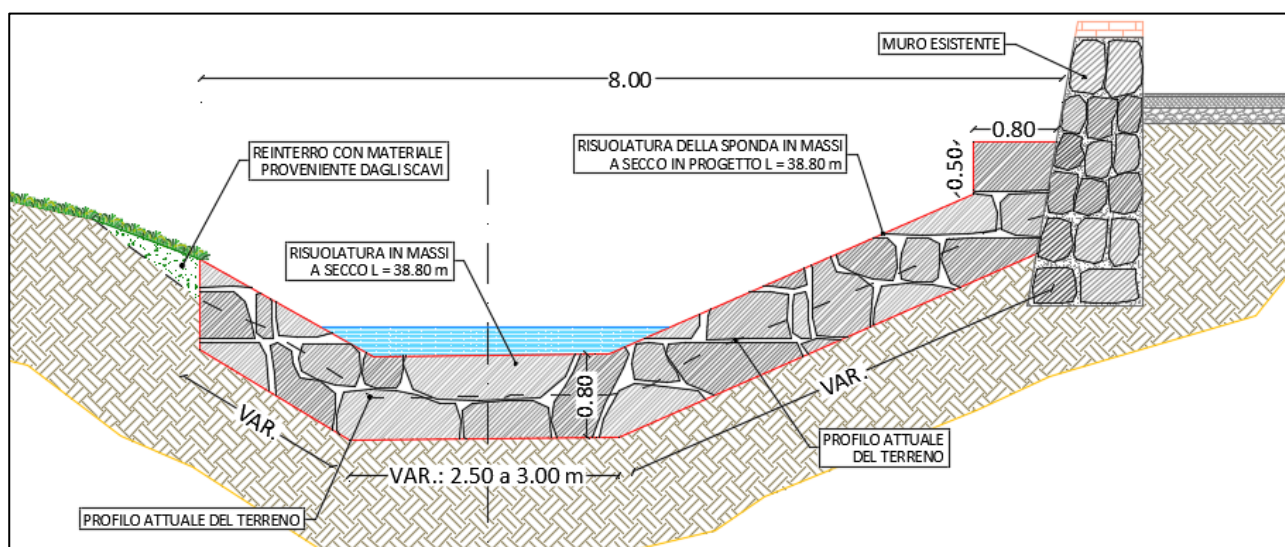 MURO ESISTENTE
8.00
0.80
REINTERRO CON MATERIALE
PROVENIENTE DAGLI SCAVI
RISUOLATURA DELLA SPONDA IN MASSI
A SECCO IN PROGETTO L = 38.80 m
0.50
RISUOLATURA IN MASSI
A SECCO L = 38.80 m
0.80
VAR.
VAR.
PROFILO ATTUALE
DEL TERRENO
VAR.: 2.50 a 3.00 m
PROFILO ATTUALE DEL TERRENO